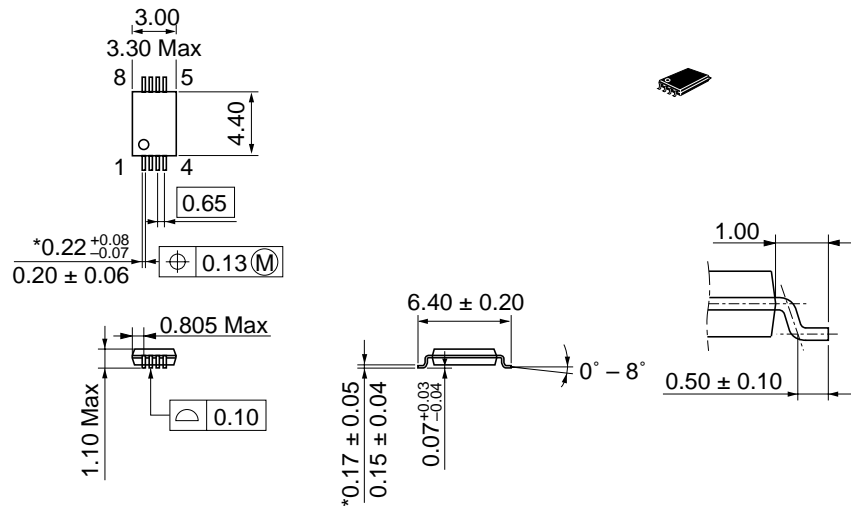 3.00
3.30 Max
8 5
4.40
1 4
0.65
*0.22 +0.08 −0.07
0.20 ± 0.06
⌖ 0.13 Ⓜ
0.805 Max
1.10 Max
⌓ 0.10
6.40 ± 0.20
0° – 8°
*0.17 ± 0.05
0.15 ± 0.04
0.07 +0.03 −0.04
1.00
0.50 ± 0.10